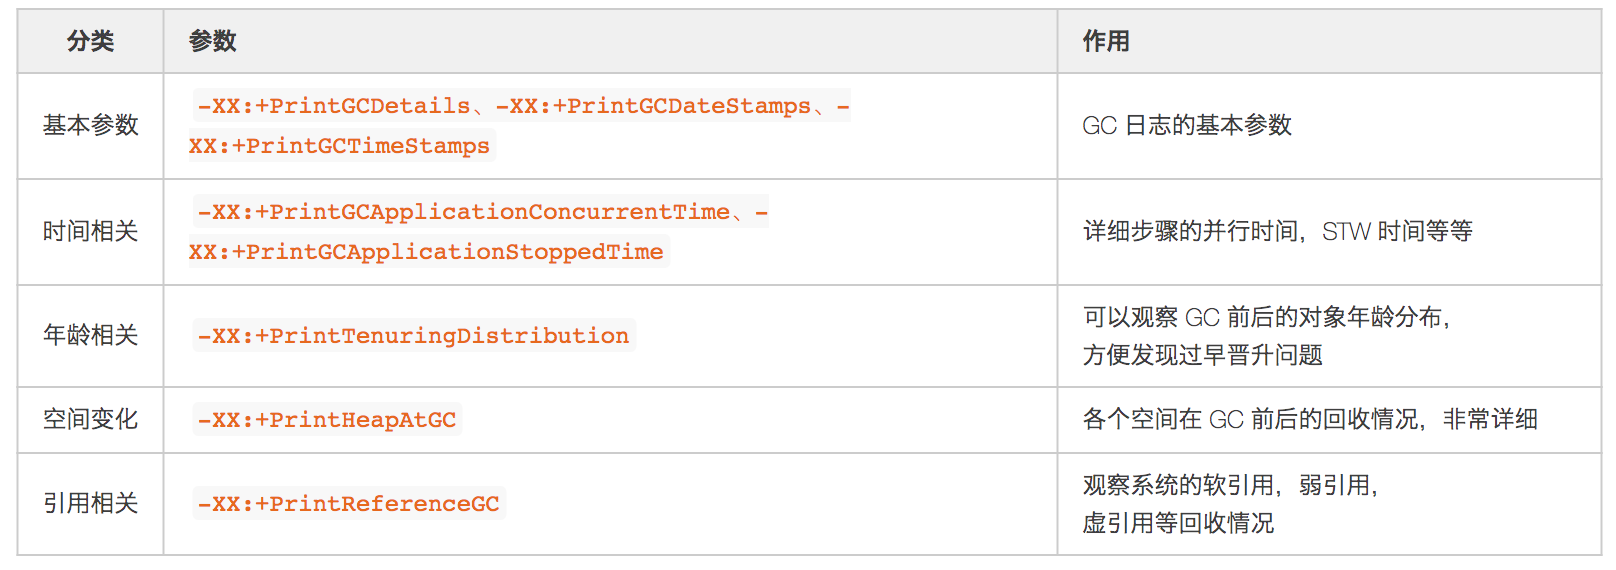 分类 参数 作用
基本参数 -XX:+PrintGCDetails、-XX:+PrintGCDateStamps、-
XX:+PrintGCTimeStamps GC 日志的基本参数
时间相关 -XX:+PrintGCApplicationConcurrentTime、-
XX:+PrintGCApplicationStoppedTime 详细步骤的并行时间，STW 时间等等
年龄相关 -XX:+PrintTenuringDistribution 可以观察 GC 前后的对象年龄分布，
方便发现过早晋升问题
空间变化 -XX:+PrintHeapAtGC 各个空间在 GC 前后的回收情况，非常详细
引用相关 -XX:+PrintReferenceGC 观察系统的软引用，弱引用，
虚引用等回收情况